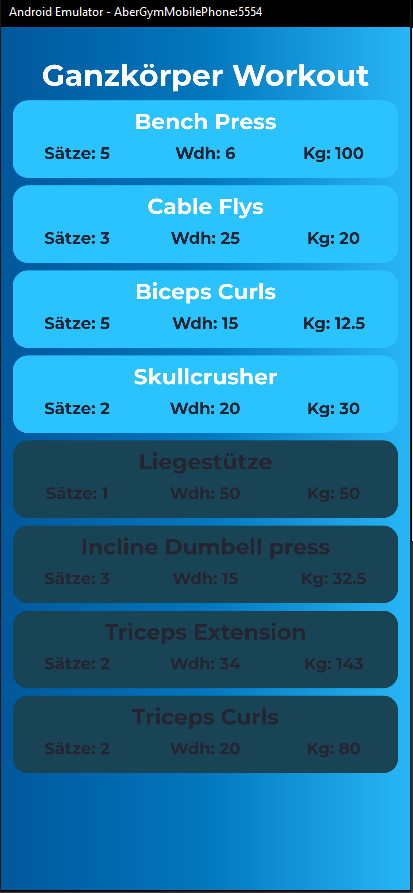 Android Emulator - AberGymMobilePhone:5554
Ganzkörper Workout
Bench Press
Sätze: 5 Wdh: 6 Kg: 100
Cable Flys
Sätze: 3 Wdh: 25 Kg: 20
Biceps Curls
Sätze: 5 Wdh: 15 Kg: 12.5
Skullcrusher
Sätze: 2 Wdh: 20 Kg: 30
Liegestütze
Sätze: 1 Wdh: 50 Kg: 50
Incline Dumbell press
Sätze: 3 Wdh: 15 Kg: 32.5
Triceps Extension
Sätze: 2 Wdh: 34 Kg: 143
Triceps Curls
Sätze: 2 Wdh: 20 Kg: 80